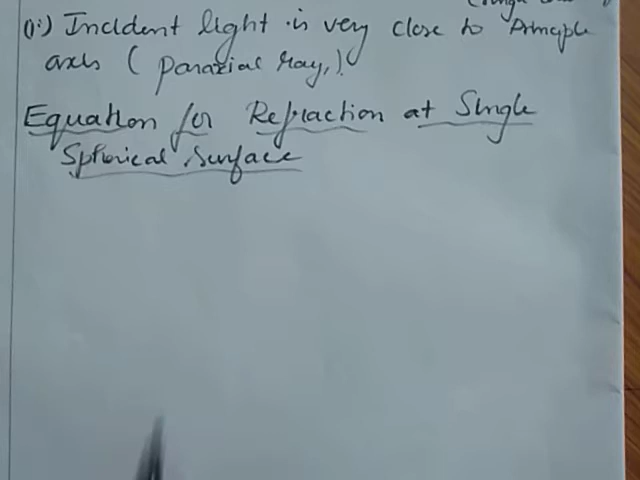 (ii) Incident light is very close to Principle
axis (Paraxial ray,)
Equation for Refraction at Single
Spherical Surface